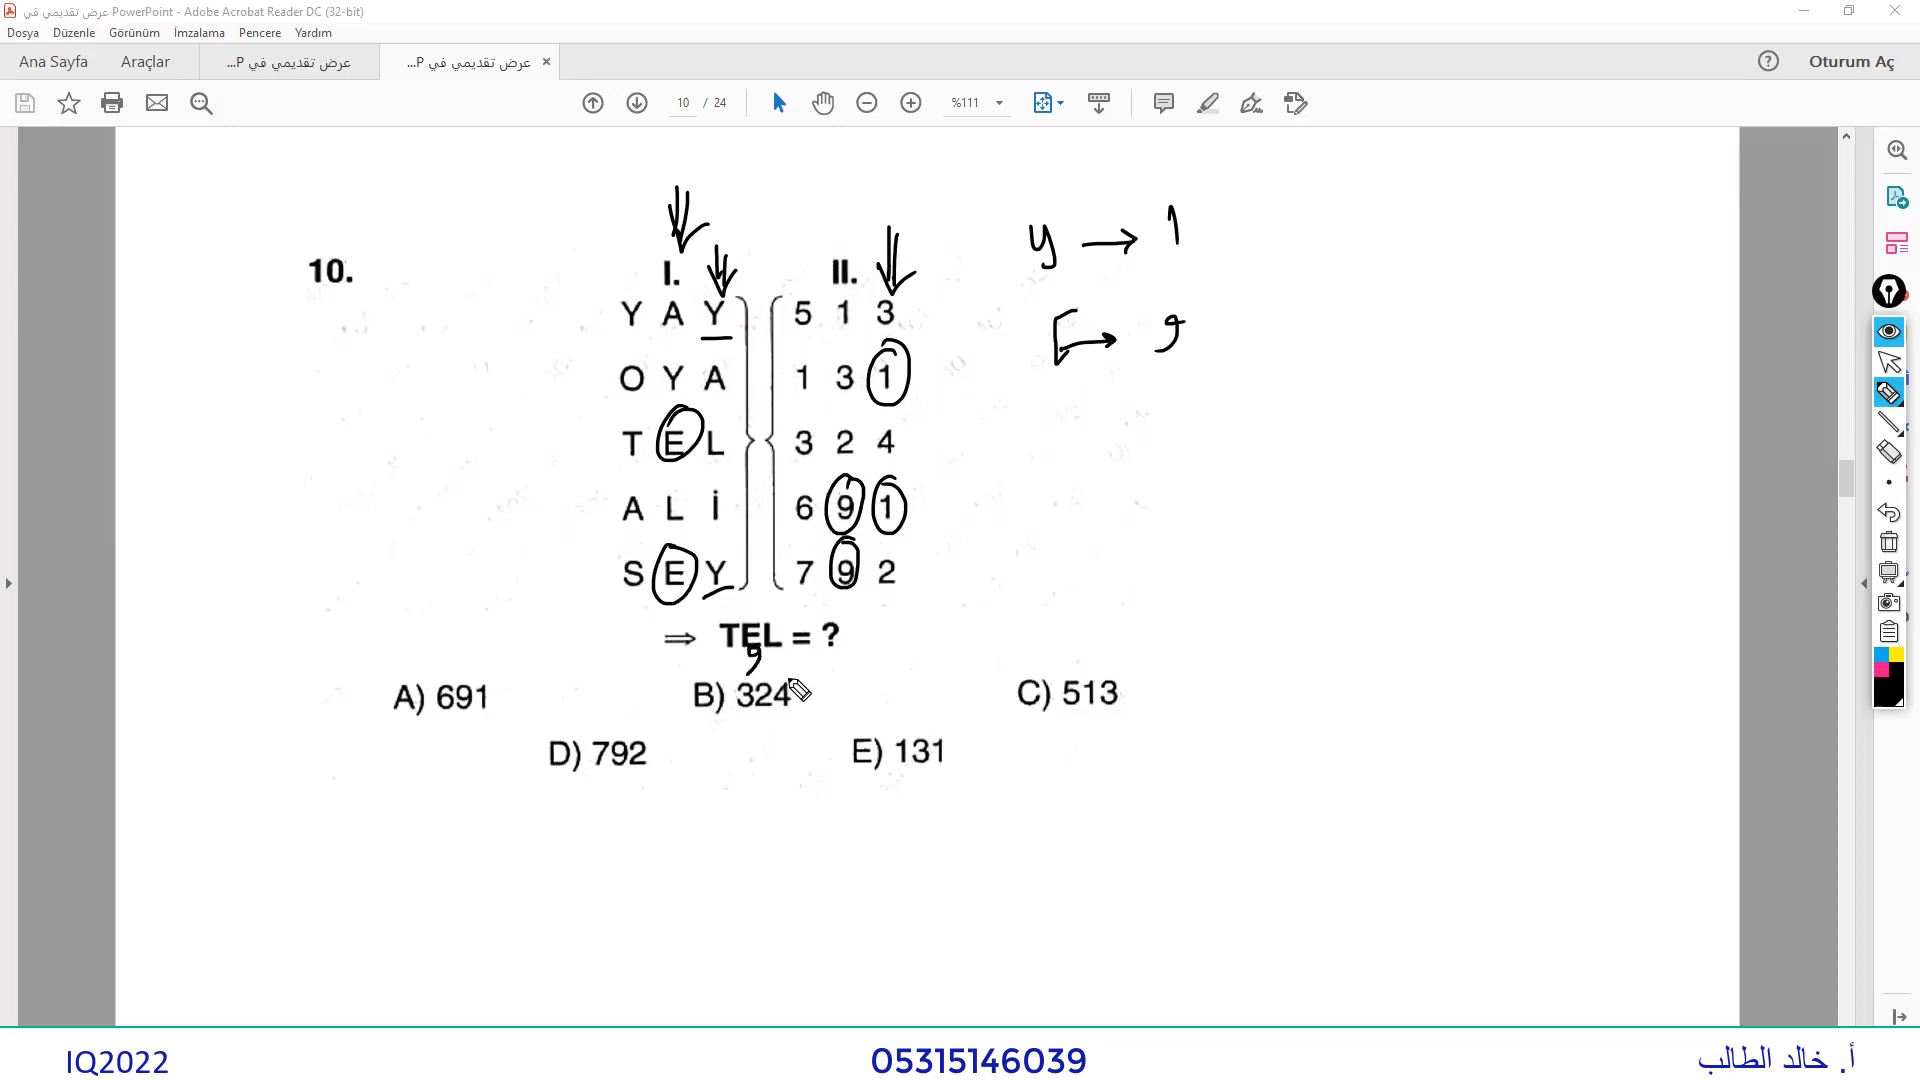 عرض تقديمي في PowerPoint - Adobe Acrobat Reader DC (32-bit)
Dosya Düzenle Görünüm İmzalama Pencere Yardım
Ana Sayfa Araçlar عرض تقديمي في P... عرض تقديمي في P... × Oturum Aç
10 / 24 %111
y → 1
I. II.
10.
Y A Y 5 1 3
→ 9
O Y A 1 3 1
T E L 3 2 4
A L İ 6 9 1
S E Y 7 9 2
⇒ TEL = ?
9
A) 691 B) 324 C) 513
D) 792 E) 131
IQ2022 05315146039 أ. خالد الطالب